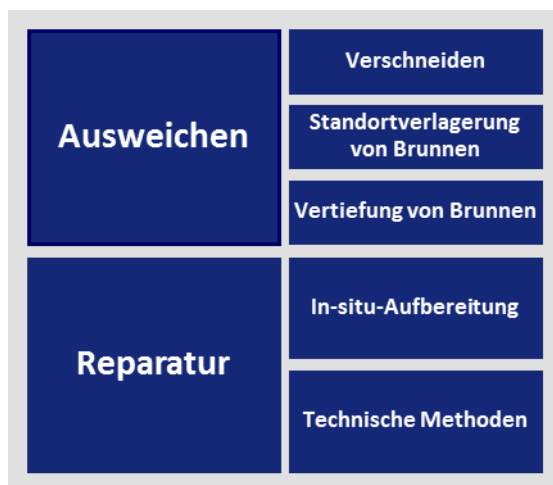 Ausweichen
Verschneiden
Standortverlagerung
von Brunnen
Vertiefung von Brunnen
Reparatur
In-situ-Aufbereitung
Technische Methoden